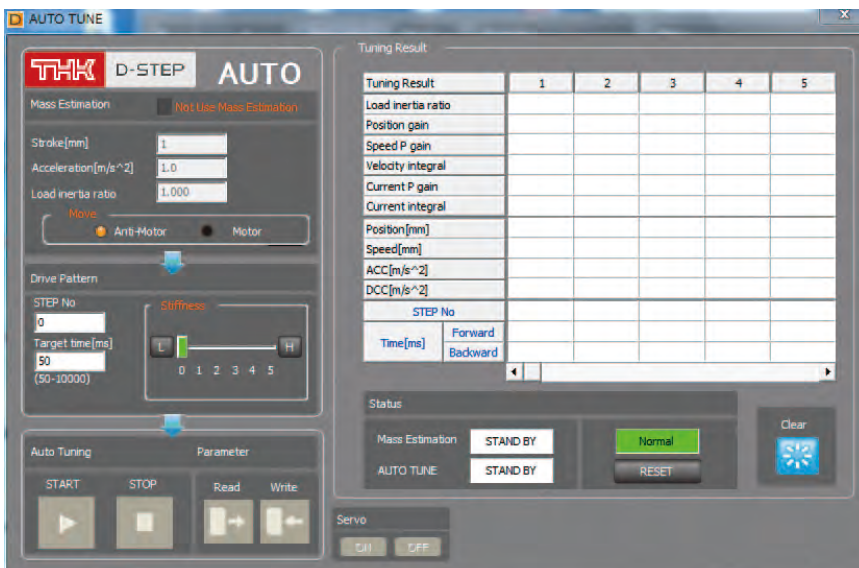 AUTO TUNE
THK D-STEP AUTO
Mass Estimation Not Use Mass Estimation
Stroke[mm] 1
Acceleration[m/s^2] 1.0
Load inertia ratio 1.000
Move
Anti-Motor Motor
Drive Pattern
STEP No
0
Target time[ms]
50
(50-10000)
Stiffness
L H
0 1 2 3 4 5
Auto Tuning Parameter
START STOP Read Write
Tuning Result
Tuning Result 1 2 3 4 5
Load inertia ratio
Position gain
Speed P gain
Velocity integral
Current P gain
Current integral
Position[mm]
Speed[mm]
ACC[m/s^2]
DCC[m/s^2]
STEP No
Time[ms] Forward
Backward
Status
Mass Estimation STAND BY Normal
AUTO TUNE STAND BY RESET
Clear
Servo
ON OFF